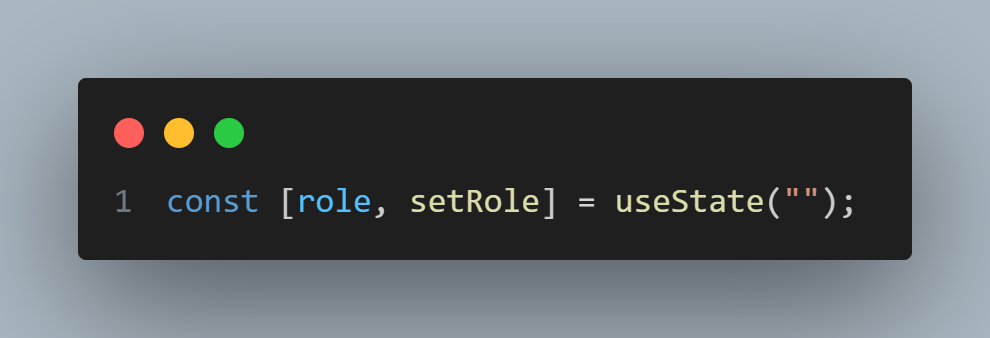 1 const [role, setRole] = useState("");